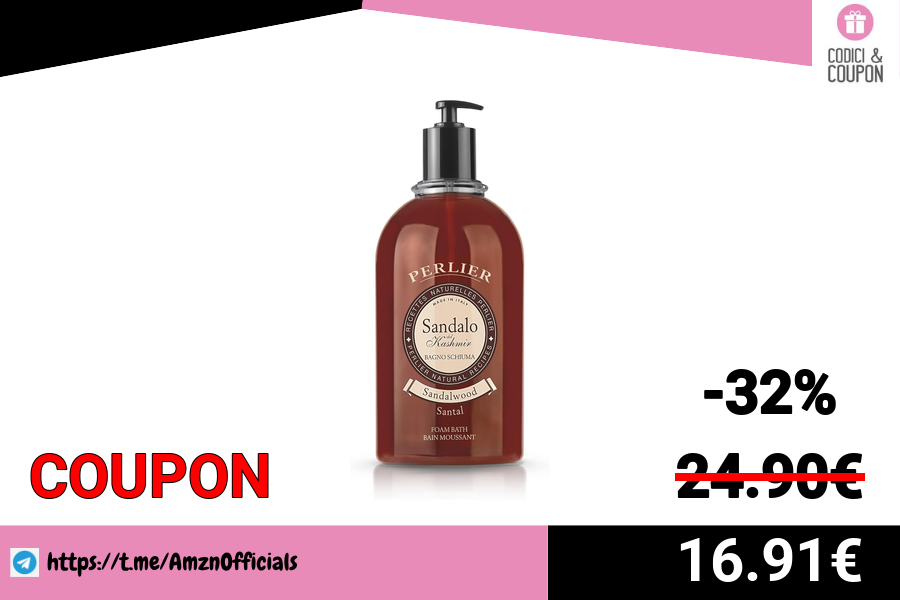 CODICI &
COUPON
PERLIER
RECETTES NATURELLES PERLIER
MADE IN ITALY
Sandalo
del
Kashmir
BAGNO SCHIUMA
PERLIER NATURAL RECIPES
Sandalwood
Santal
FOAM BATH
BAIN MOUSSANT
-32%
24.90€
COUPON
16.91€
https://t.me/AmznOfficials